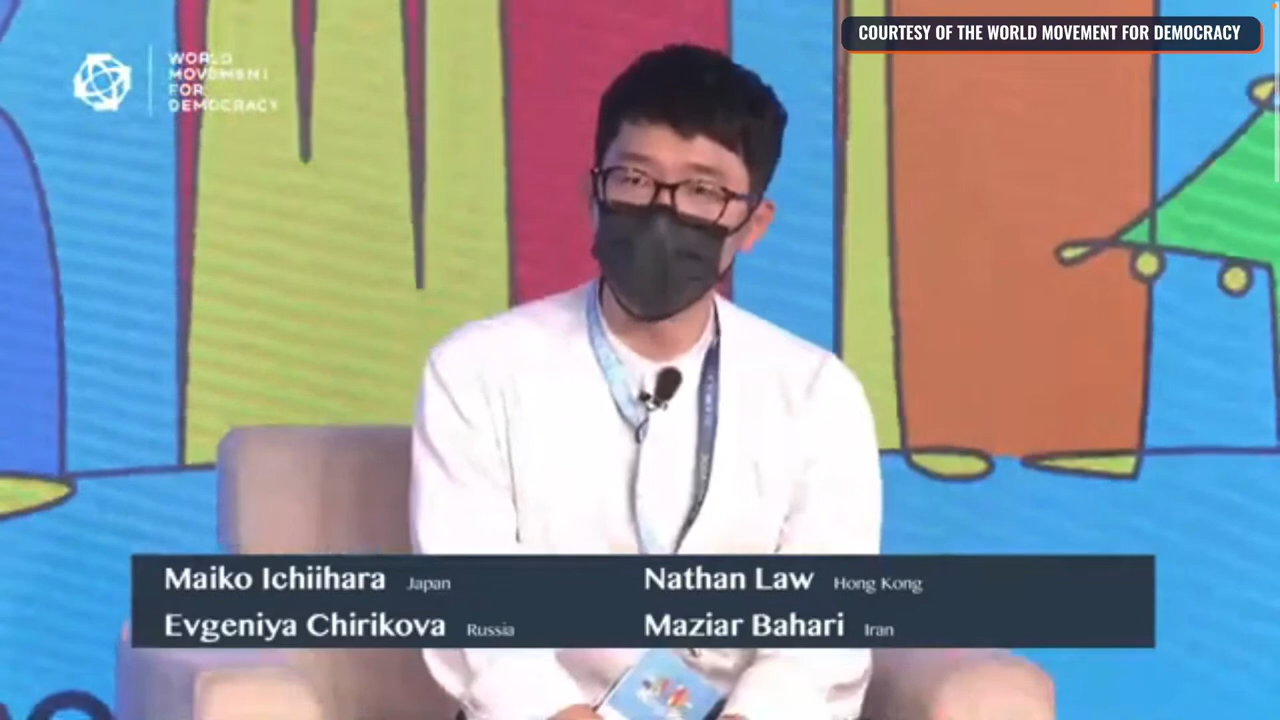 COURTESY OF THE WORLD MOVEMENT FOR DEMOCRACY
WORLD
MOVEMENT
FOR
DEMOCRACY
Maiko Ichiihara Japan
Nathan Law Hong Kong
Evgeniya Chirikova Russia
Maziar Bahari Iran